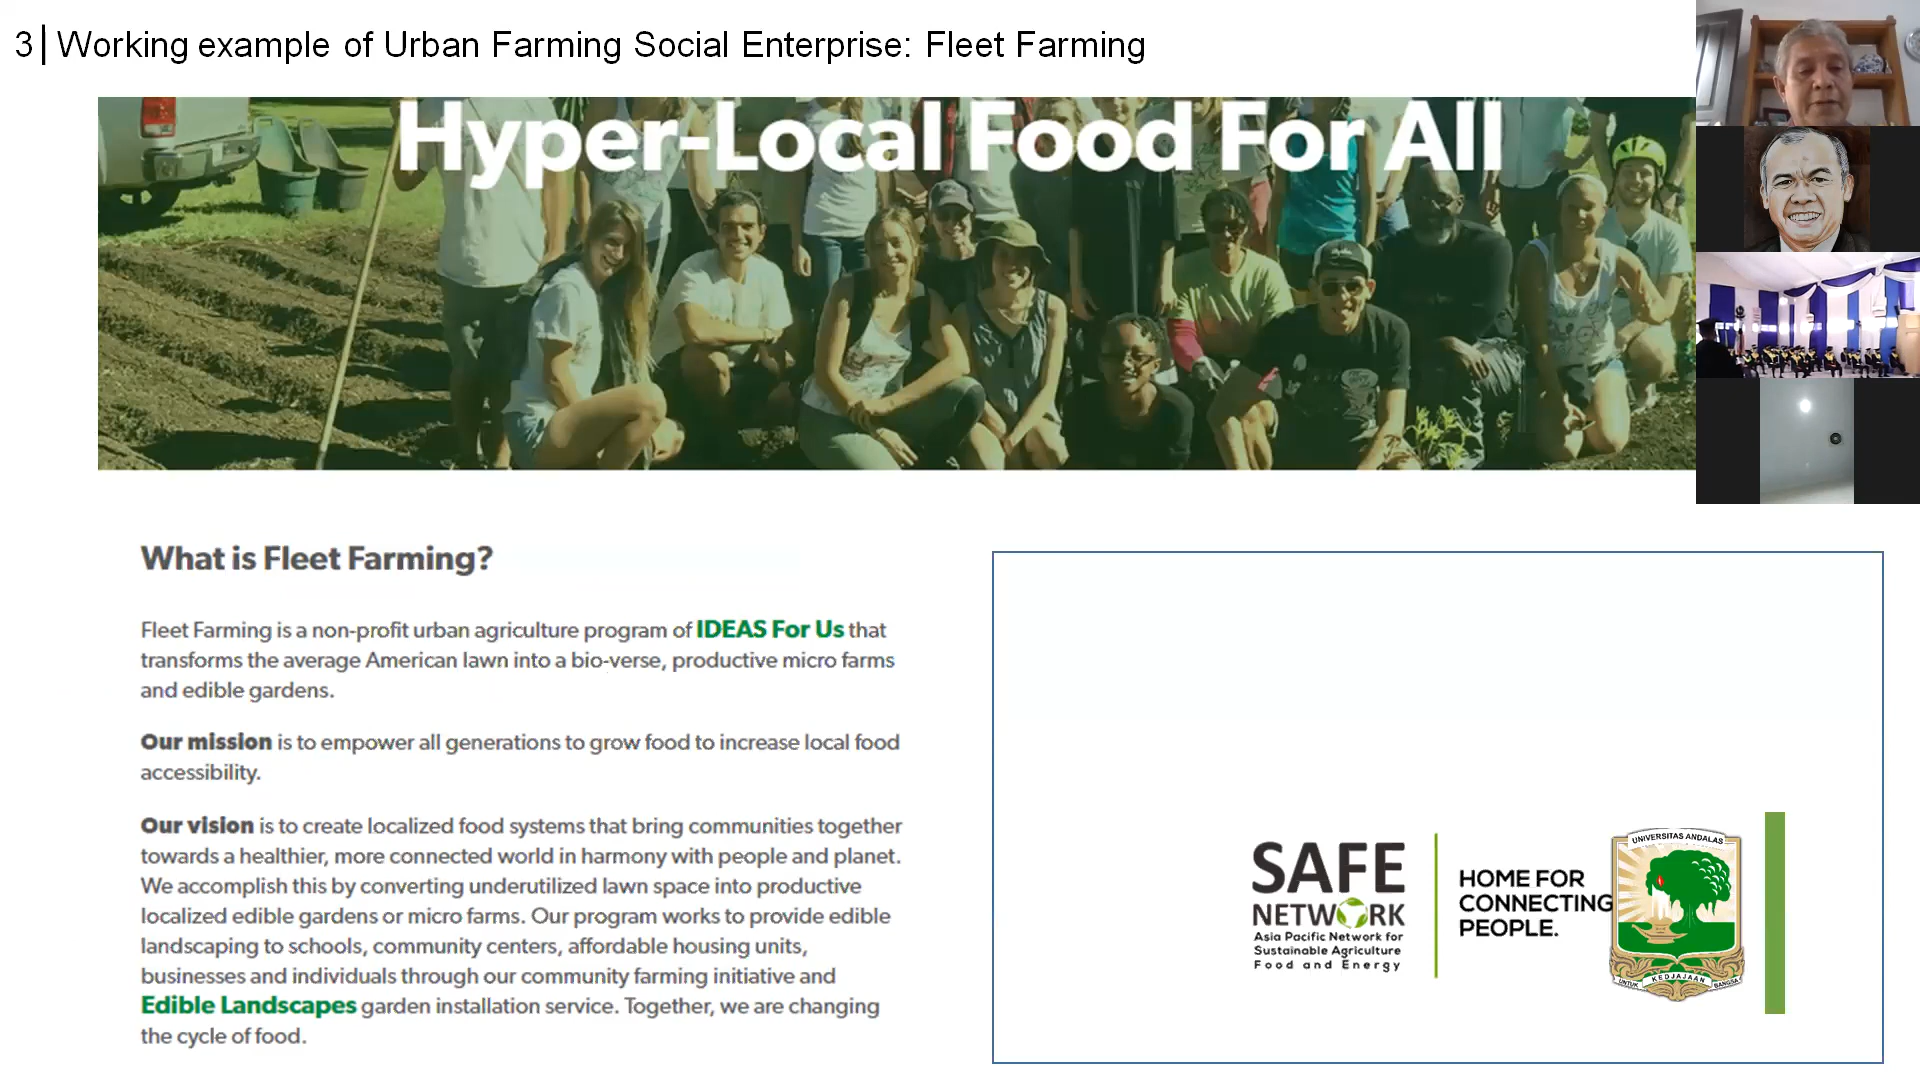 3| Working example of Urban Farming Social Enterprise: Fleet Farming
Hyper-Local Food For All
What is Fleet Farming?
Fleet Farming is a non-profit urban agriculture program of IDEAS For Us that
transforms the average American lawn into a bio-verse, productive micro farms
and edible gardens.
Our mission is to empower all generations to grow food to increase local food
accessibility.
Our vision is to create localized food systems that bring communities together
towards a healthier, more connected world in harmony with people and planet.
We accomplish this by converting underutilized lawn space into productive
localized edible gardens or micro farms. Our program works to provide edible
landscaping to schools, community centers, affordable housing units,
businesses and individuals through our community farming initiative and
Edible Landscapes garden installation service. Together, we are changing
the cycle of food.
SAFE
NETWORK
Asia Pacific Network for
Sustainable Agriculture
Food and Energy
HOME FOR
CONNECTING
PEOPLE.
UNIVERSITAS ANDALAS
UNTUK KEDJAJAAN BANGSA